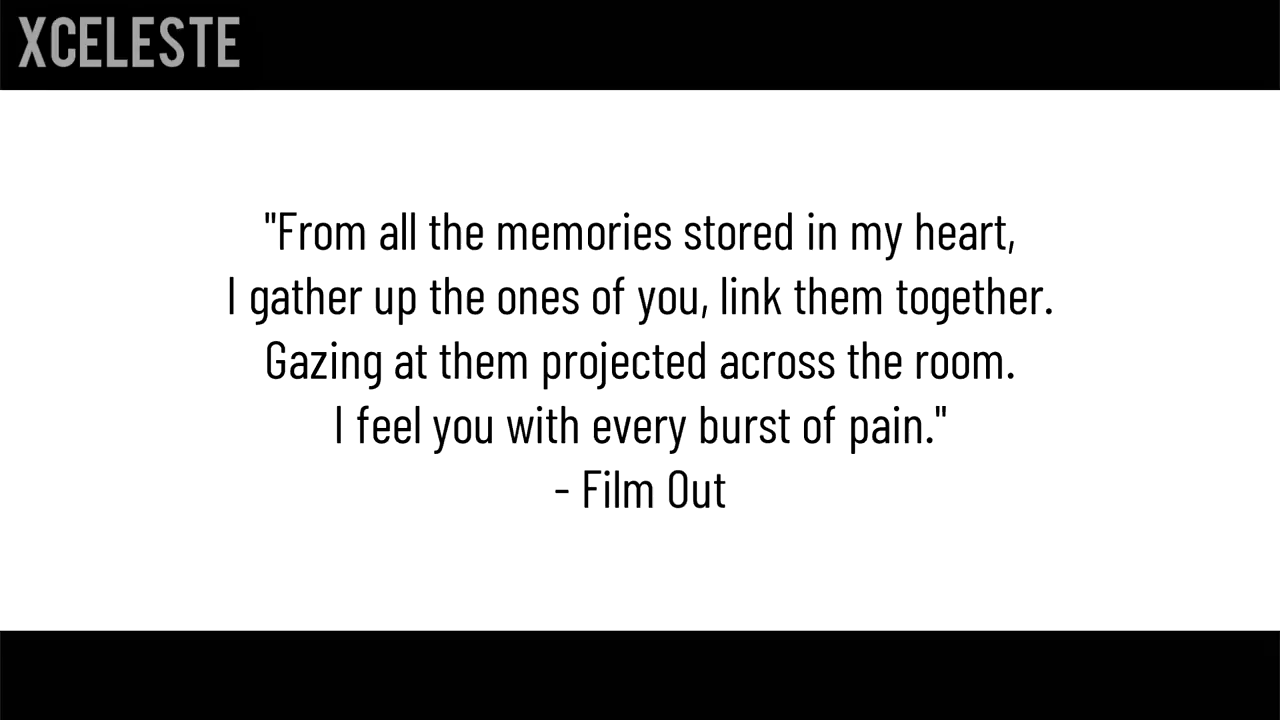 XCELESTE
"From all the memories stored in my heart,
I gather up the ones of you, link them together.
Gazing at them projected across the room.
I feel you with every burst of pain."
- Film Out